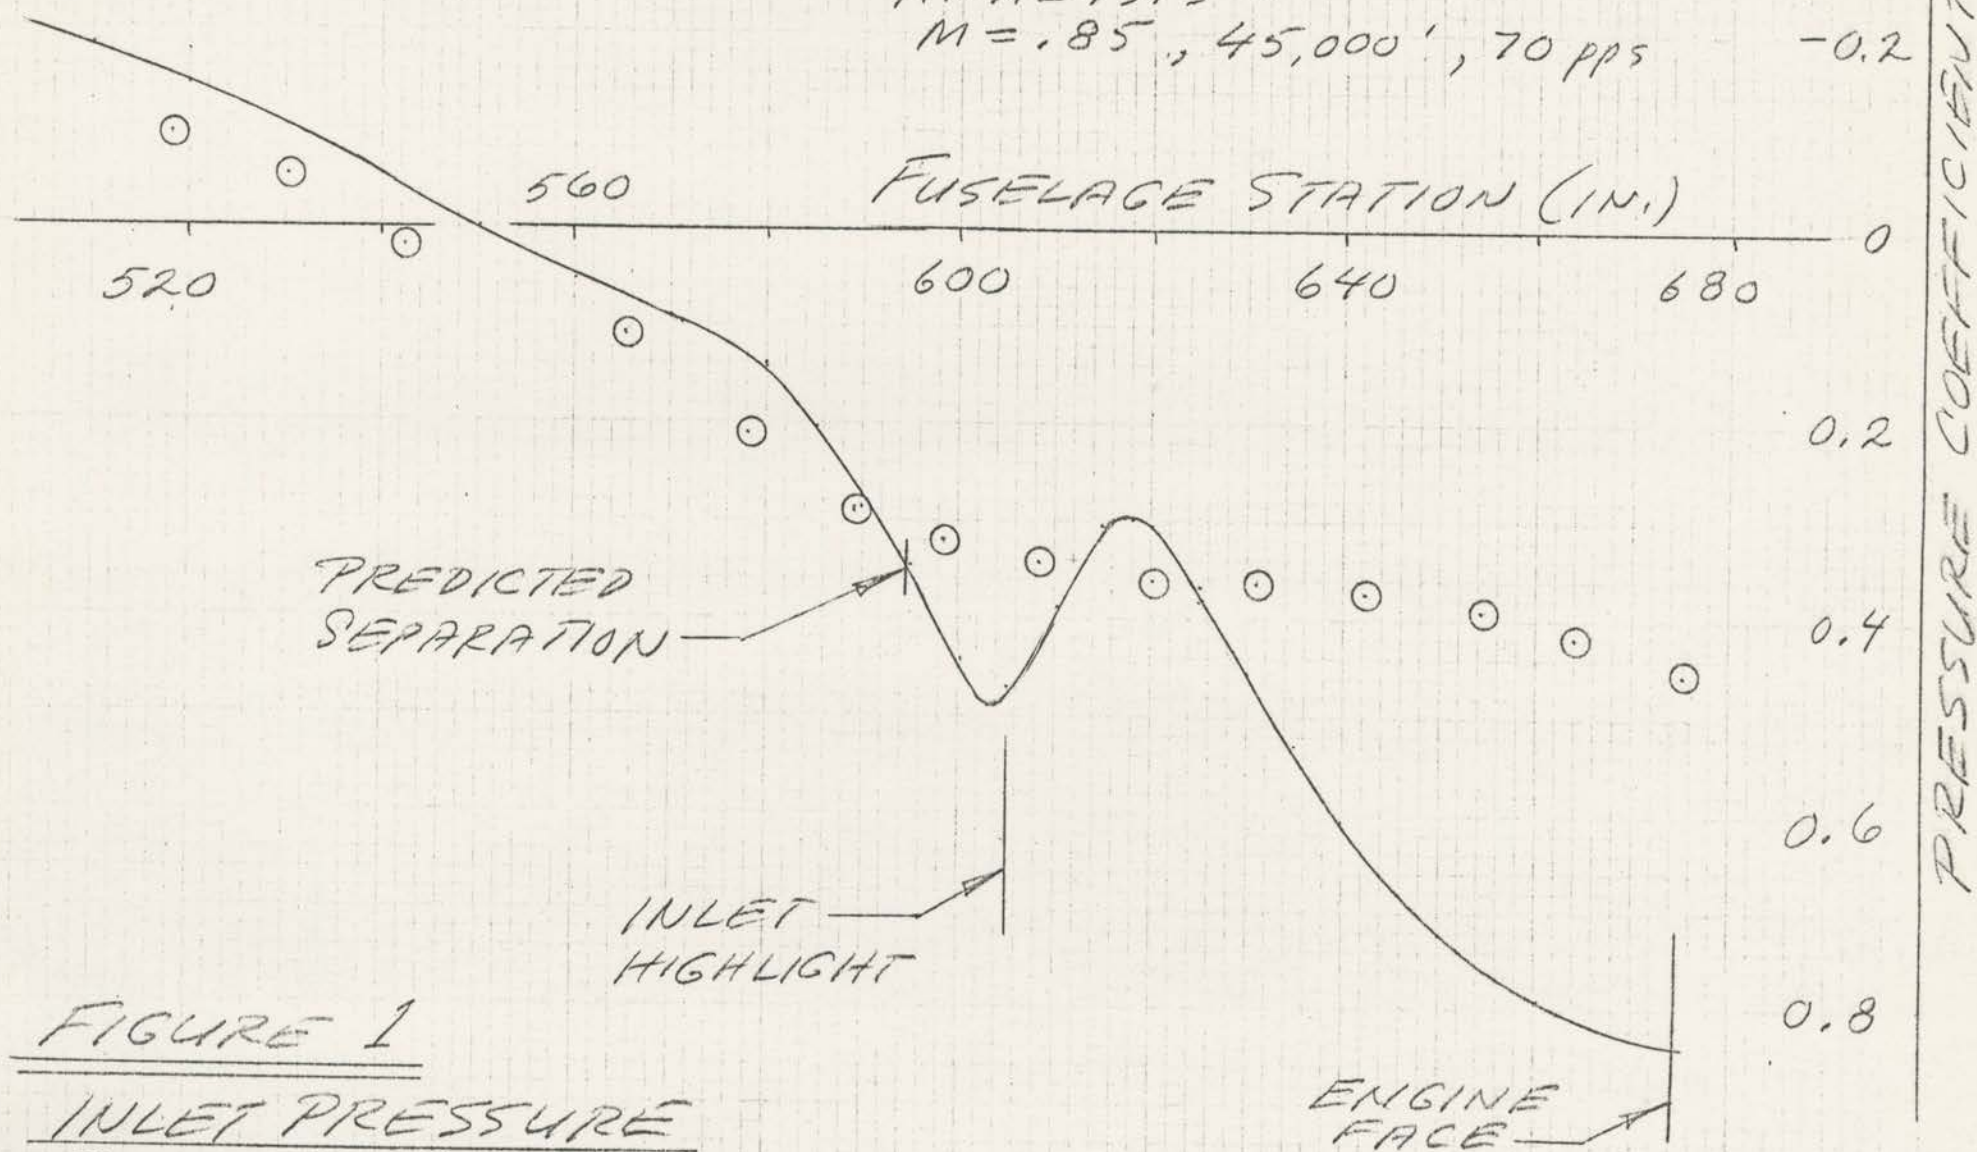 M = .85, 45,000', 70 pps
-0.2
560
FUSELAGE STATION (IN.)
0
520
600
640
680
0.2
PREDICTED
SEPARATION
0.4
0.6
INLET
HIGHLIGHT
0.8
PRESSURE COEFFICIENT
FIGURE 1
INLET PRESSURE
ENGINE
FACE